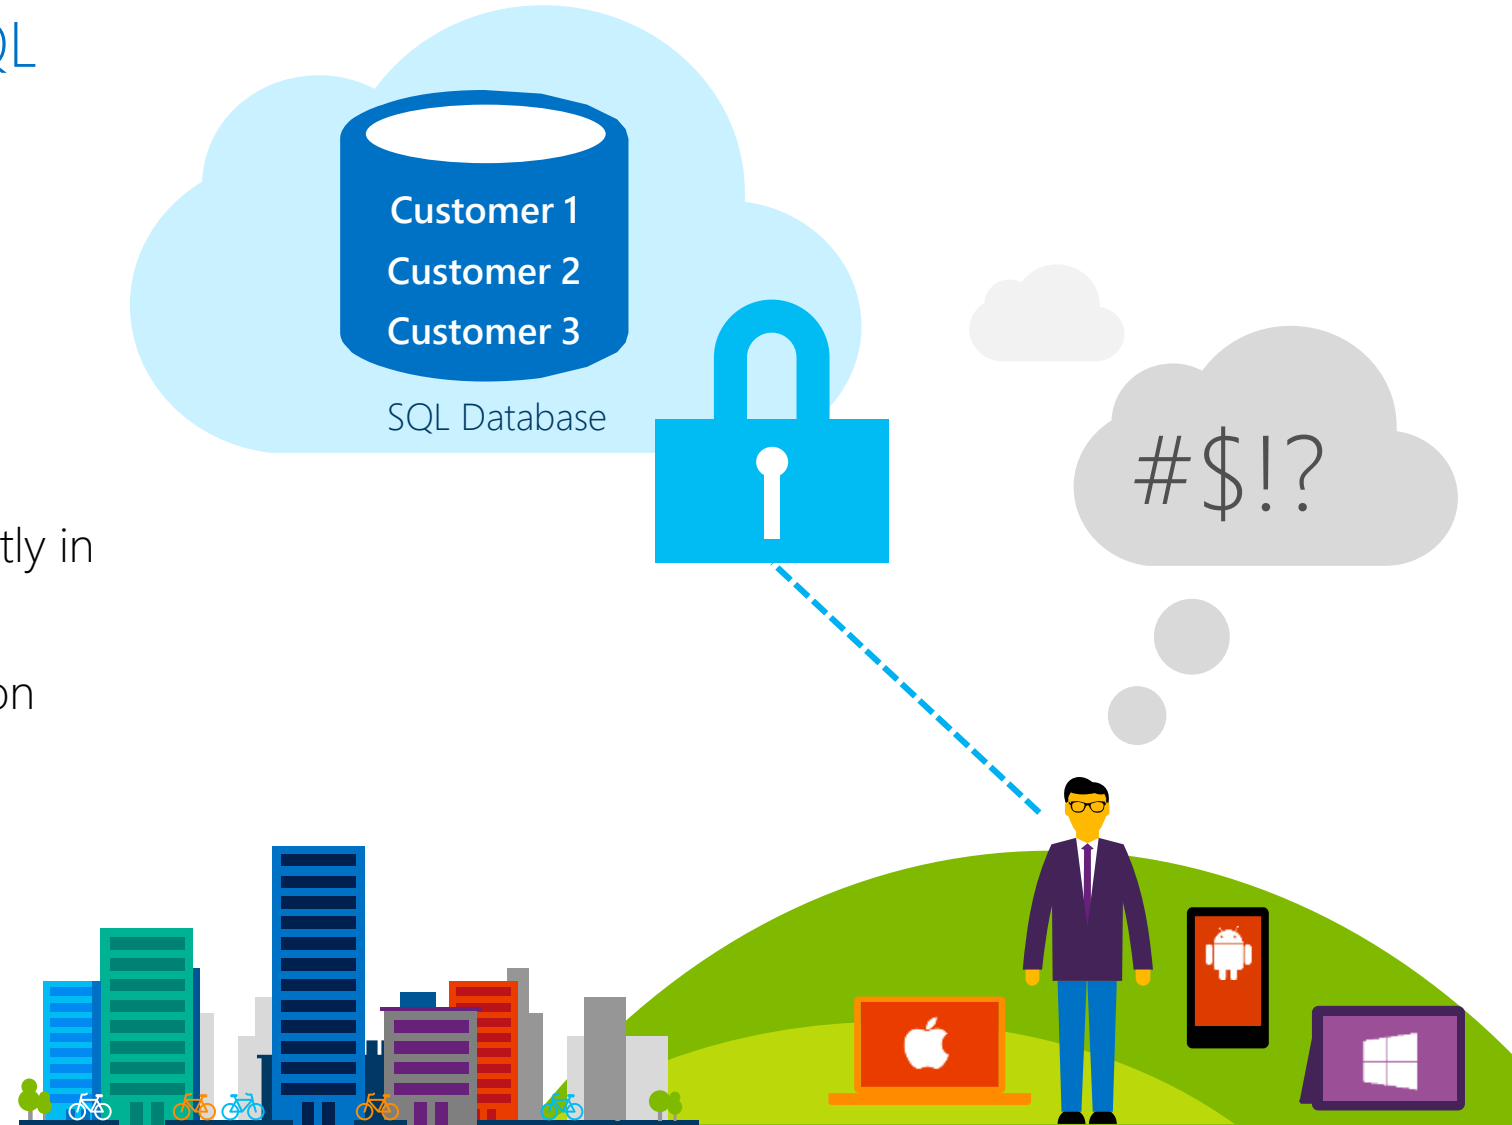 QL
Customer 1
Customer 2
Customer 3
SQL Database
#$!?
tly in
on